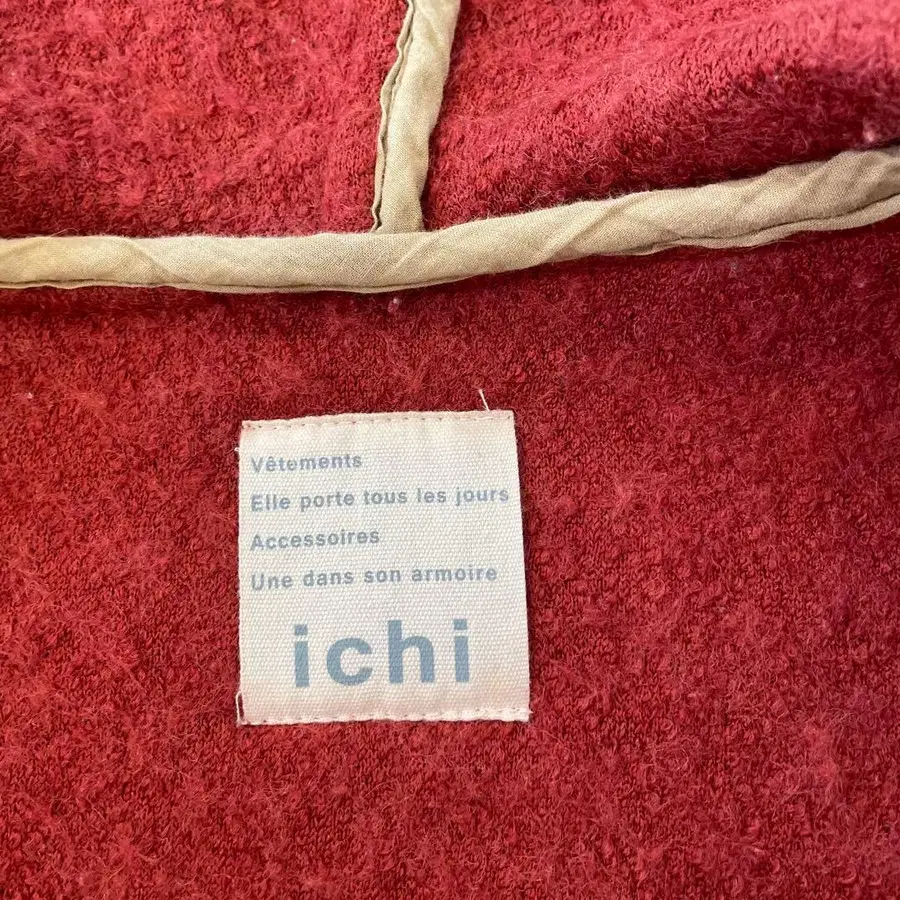 Vêtements
Elle porte tous les jours
Accessoires
Une dans son armoire
ichi